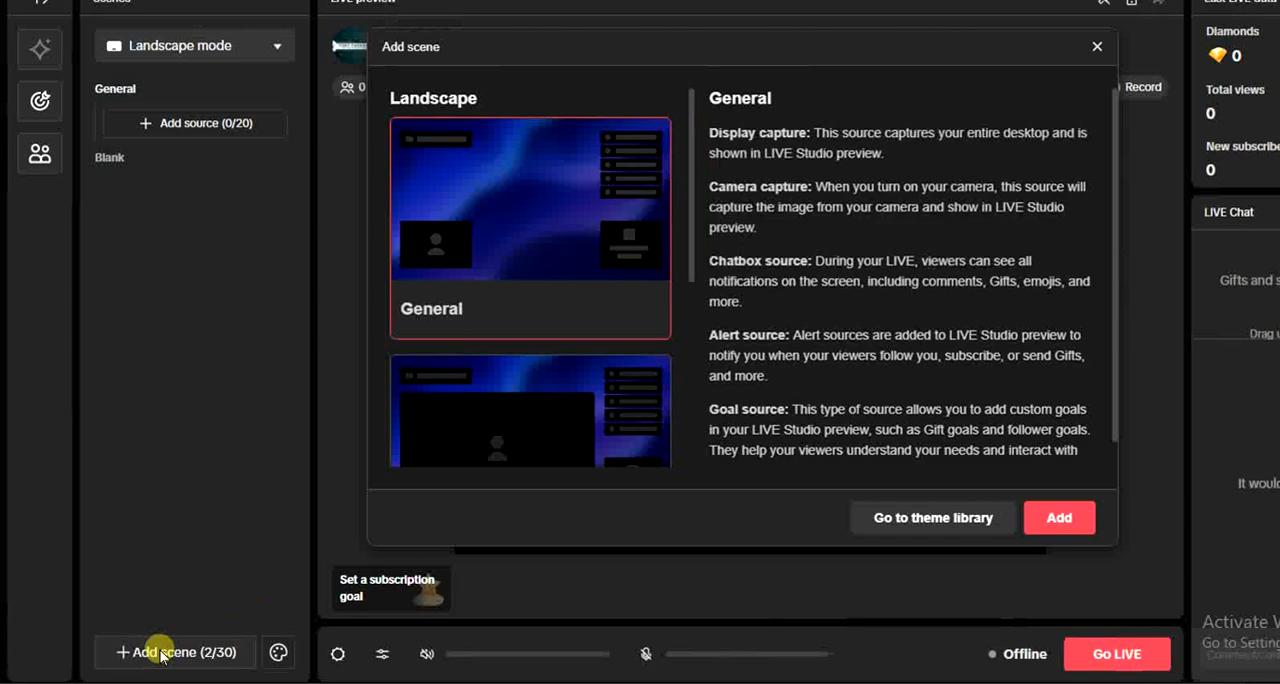 Landscape mode
General
+ Add source (0/20)
Blank
+ Add scene (2/30)
LIVE preview
0
Record
Add scene
Landscape
General
General
Display capture: This source captures your entire desktop and is
shown in LIVE Studio preview.
Camera capture: When you turn on your camera, this source will
capture the image from your camera and show in LIVE Studio
preview.
Chatbox source: During your LIVE, viewers can see all
notifications on the screen, including comments, Gifts, emojis, and
more.
Alert source: Alert sources are added to LIVE Studio preview to
notify you when your viewers follow you, subscribe, or send Gifts,
and more.
Goal source: This type of source allows you to add custom goals
in your LIVE Studio preview, such as Gift goals and follower goals.
They help your viewers understand your needs and interact with
Go to theme library
Add
Set a subscription
goal
Offline
Go LIVE
Diamonds
0
Total views
0
New subscribe
0
LIVE Chat
Gifts and s
Drag u
It woul
Activate
Go to Setting